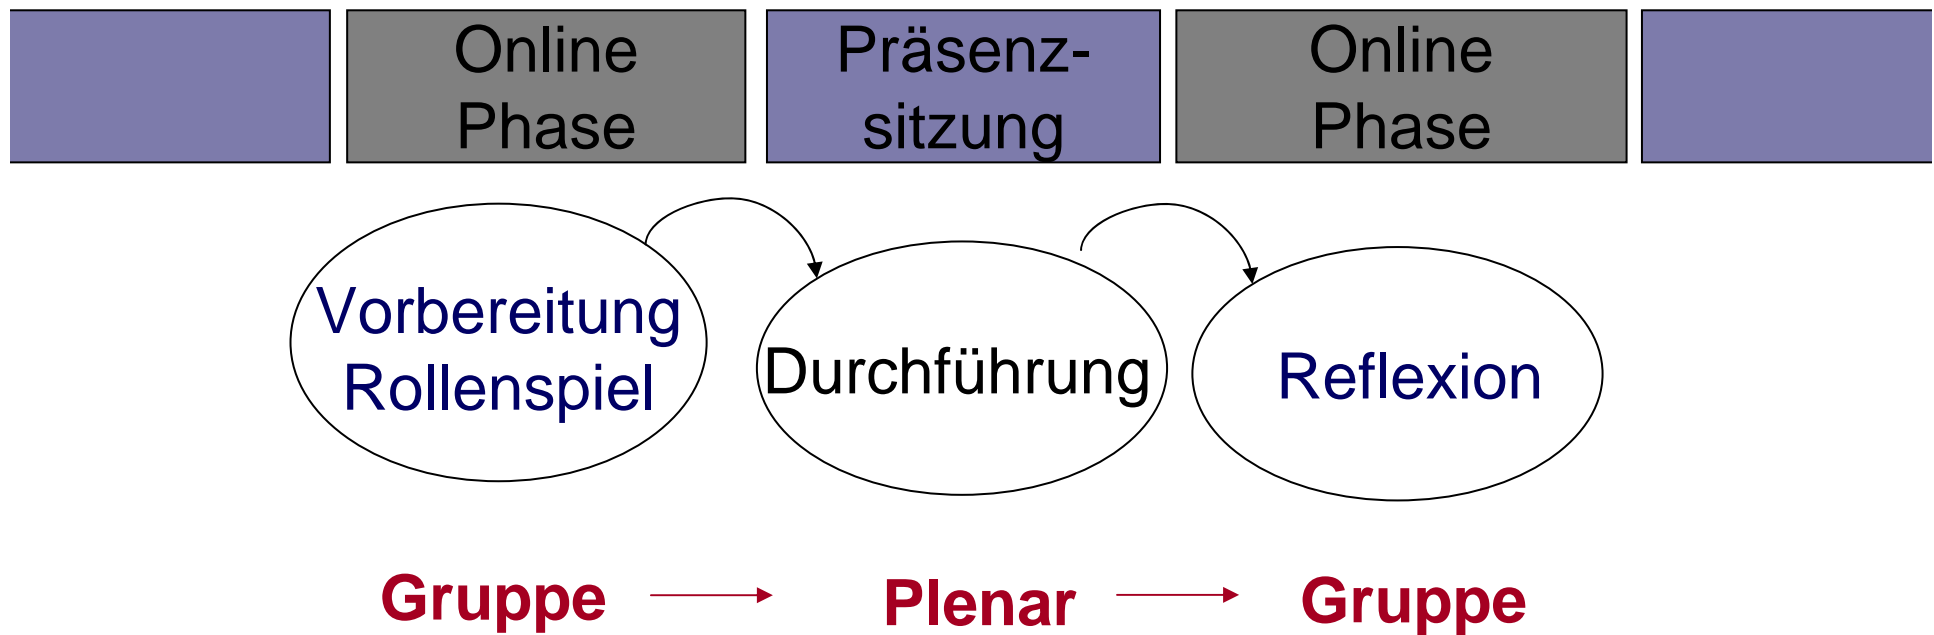 Online
Phase
Präsenz-
sitzung
Online
Phase
Vorbereitung
Rollenspiel
Durchführung
Reflexion
Gruppe
Plenar
Gruppe